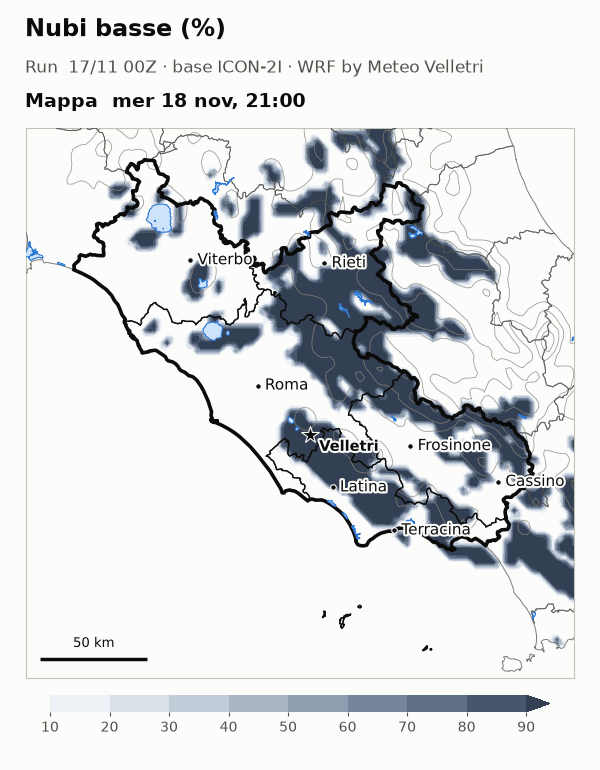 Nubi basse (%)
Run  17/11 00Z · base ICON-2I · WRF by Meteo Velletri
Mappa  mer 18 nov, 21:00
Viterbo
Rieti
Roma
Velletri
Frosinone
Cassino
Latina
Terracina
50 km
10 20 30 40 50 60 70 80 90